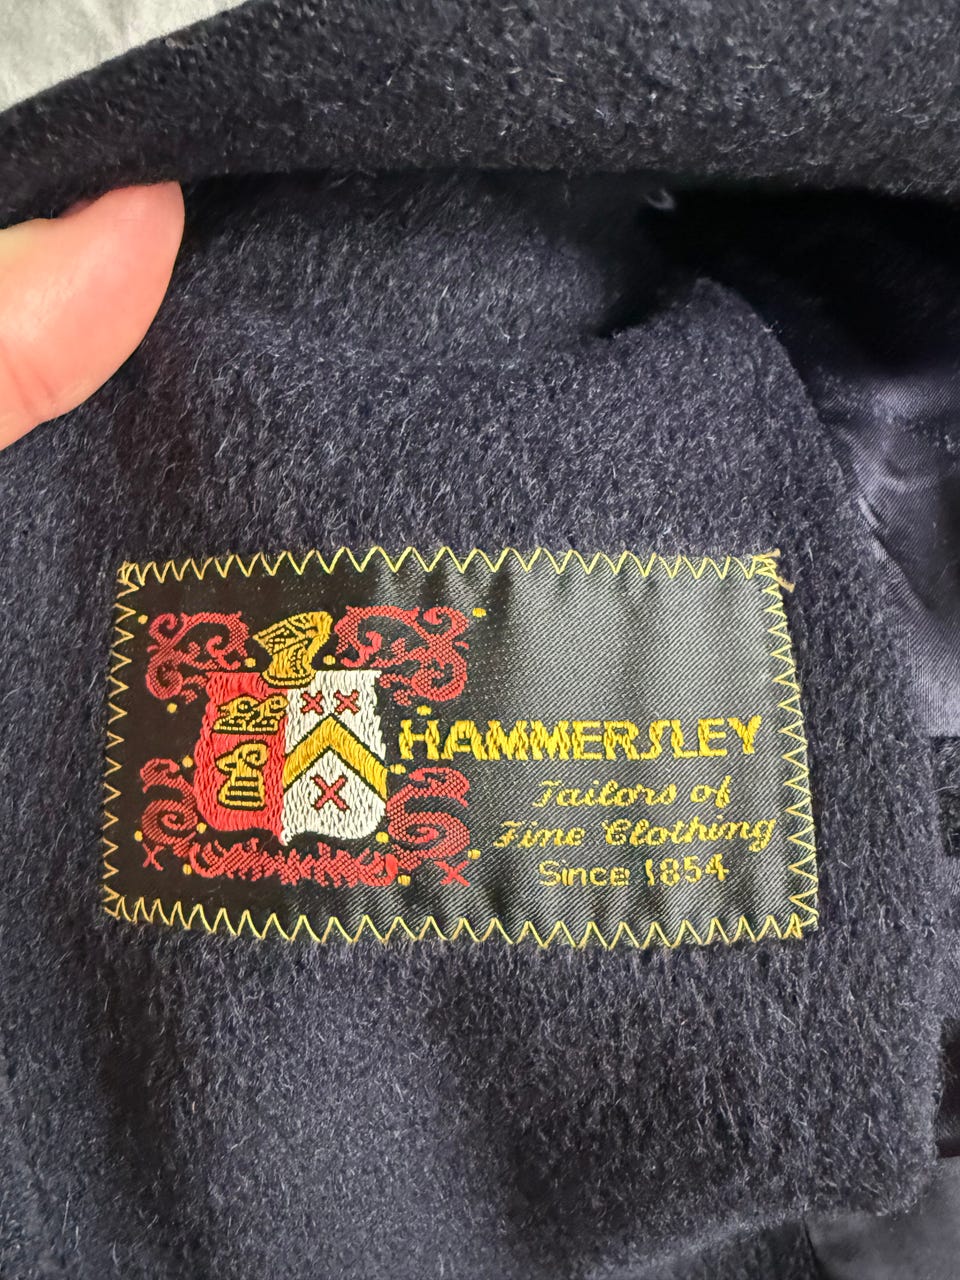 HAMMERSLEY
Tailors of
Fine Clothing
Since 1854